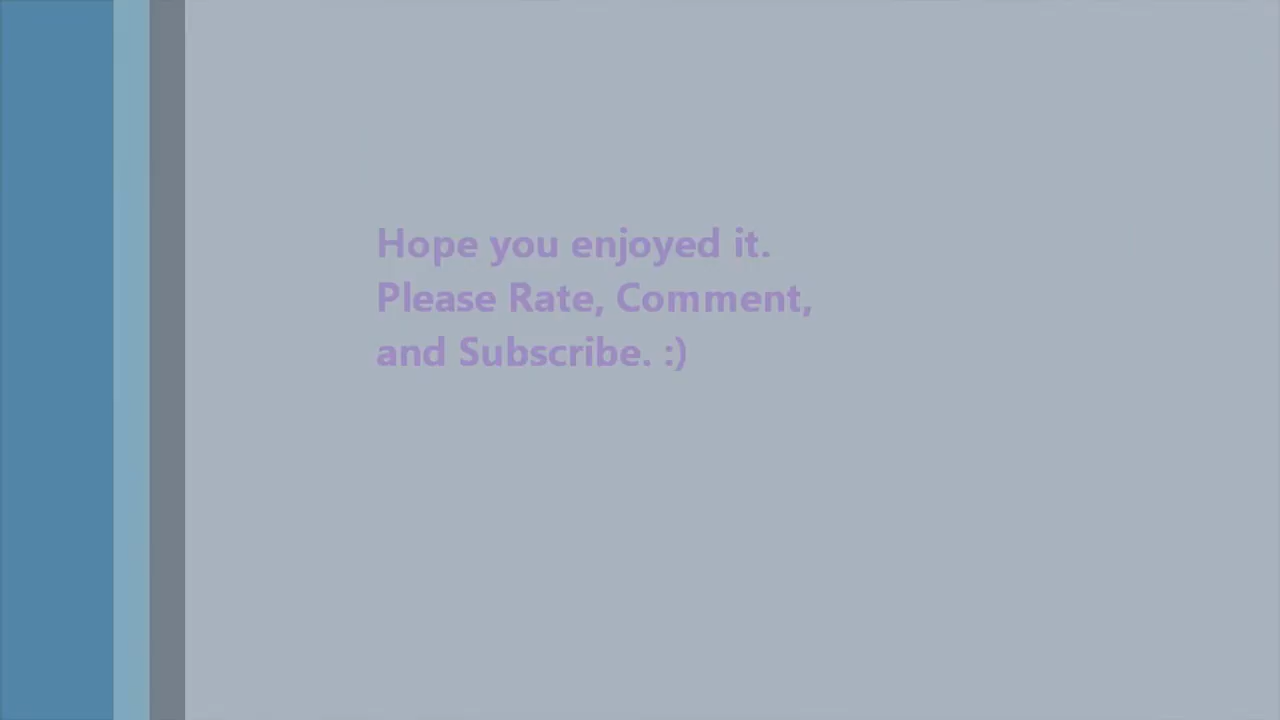 Hope you enjoyed it.
Please Rate, Comment,
and Subscribe. :)